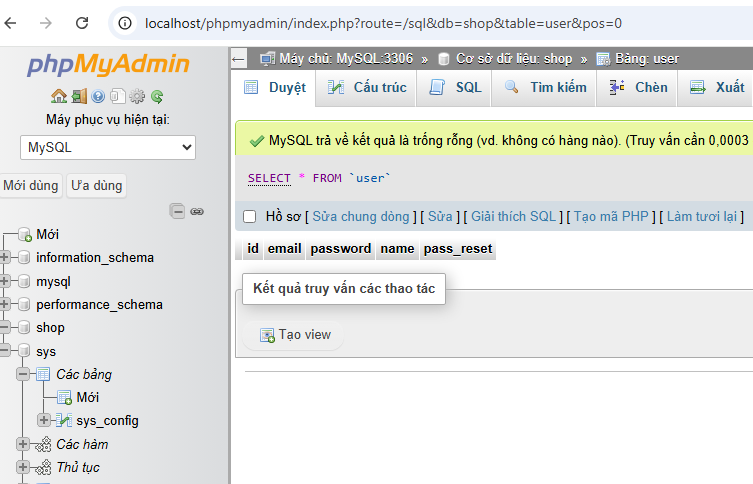 localhost/phpmyadmin/index.php?route=/sql&db=shop&table=user&pos=0
phpMyAdmin
Máy phục vụ hiện tại:
MySQL
Mới dùng Ưa dùng
Mới
information_schema
mysql
performance_schema
shop
sys
Các bảng
Mới
sys_config
Các hàm
Thủ tục
Máy chủ: MySQL:3306 » Cơ sở dữ liệu: shop » Bảng: user
Duyệt Cấu trúc SQL Tìm kiếm Chèn Xuất
MySQL trả về kết quả là trống rỗng (vd. không có hàng nào). (Truy vấn cần 0,0003
SELECT * FROM `user`
Hồ sơ [ Sửa chung dòng ] [ Sửa ] [ Giải thích SQL ] [ Tạo mã PHP ] [ Làm tươi lại ]
id email password name pass_reset
Kết quả truy vấn các thao tác
Tạo view